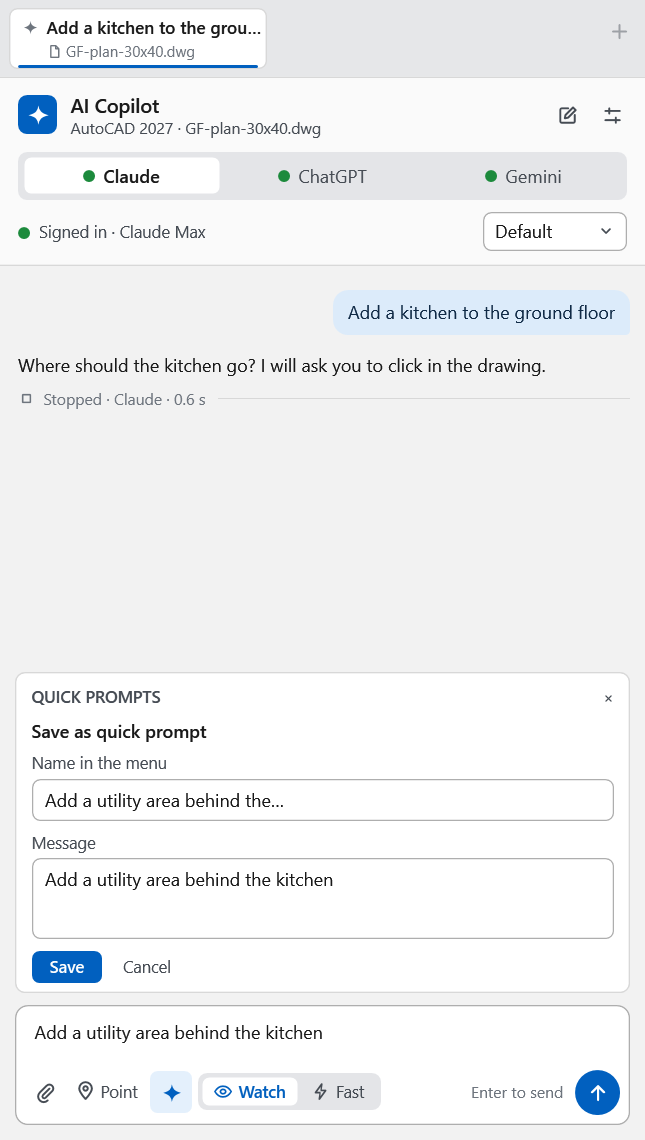 Add a kitchen to the grou...
GF-plan-30x40.dwg
AI Copilot
AutoCAD 2027 · GF-plan-30x40.dwg
Claude
ChatGPT
Gemini
Signed in · Claude Max
Default
Add a kitchen to the ground floor
Where should the kitchen go? I will ask you to click in the drawing.
Stopped · Claude · 0.6 s
QUICK PROMPTS
Save as quick prompt
Name in the menu
Add a utility area behind the...
Message
Add a utility area behind the kitchen
Save
Cancel
Add a utility area behind the kitchen
Point
Watch
Fast
Enter to send